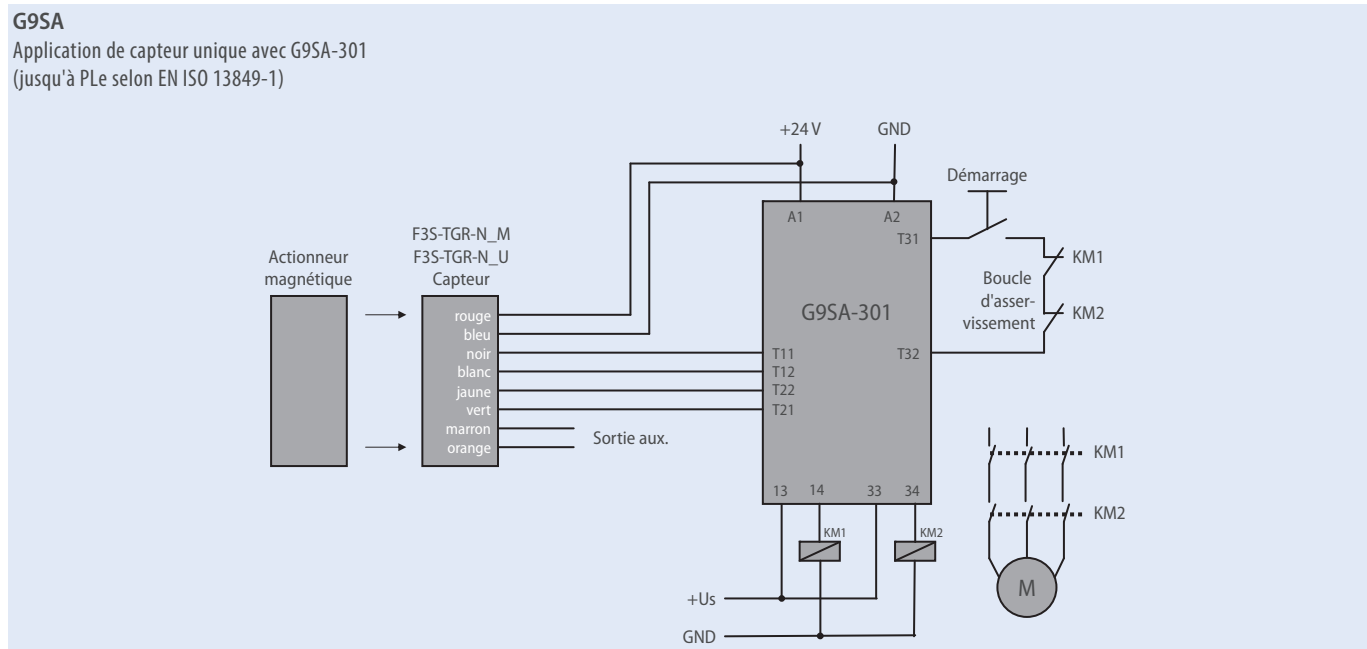 G9SA
Application de capteur unique avec G9SA-301
(jusqu'à PLe selon EN ISO 13849-1)
+24 V
GND
Démarrage
A1
A2
T31
F3S-TGR-N_M
F3S-TGR-N_U
Capteur
Actionneur
magnétique
KM1
Boucle
d'asser-
vissement
KM2
G9SA-301
rouge
bleu
noir
blanc
jaune
vert
marron
orange
T11
T12
T22
T21
T32
Sortie aux.
KM1
KM2
M
13
14
33
34
KM1
KM2
+Us
GND